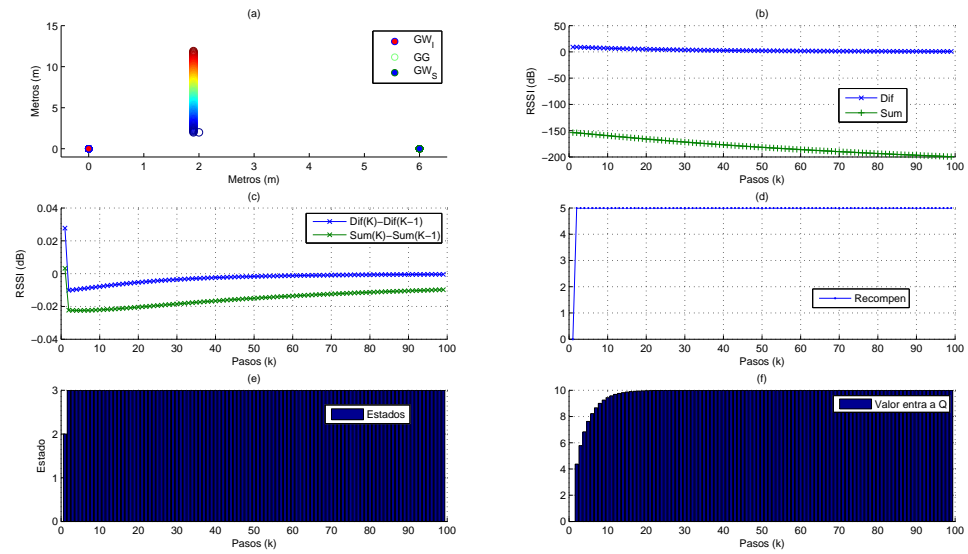 (a)
15
10
5
0
Metros (m)
0 1 2 3 4 5 6
Metros (m)
GW_I
GG
GW_S
(b)
50
0
−50
−100
−150
−200
RSSI (dB)
0 10 20 30 40 50 60 70 80 90 100
Pasos (k)
Dif
Sum
(c)
0.04
0.02
0
−0.02
−0.04
RSSI (dB)
0 10 20 30 40 50 60 70 80 90 100
Pasos (k)
Dif(K)−Dif(K−1)
Sum(K)−Sum(K−1)
(d)
5
4
3
2
1
0
0 10 20 30 40 50 60 70 80 90 100
Pasos (k)
Recompen
(e)
3
2
1
0
Estado
0 10 20 30 40 50 60 70 80 90 100
Pasos (k)
Estados
(f)
10
8
6
4
2
0
0 10 20 30 40 50 60 70 80 90 100
Pasos (k)
Valor entra a Q